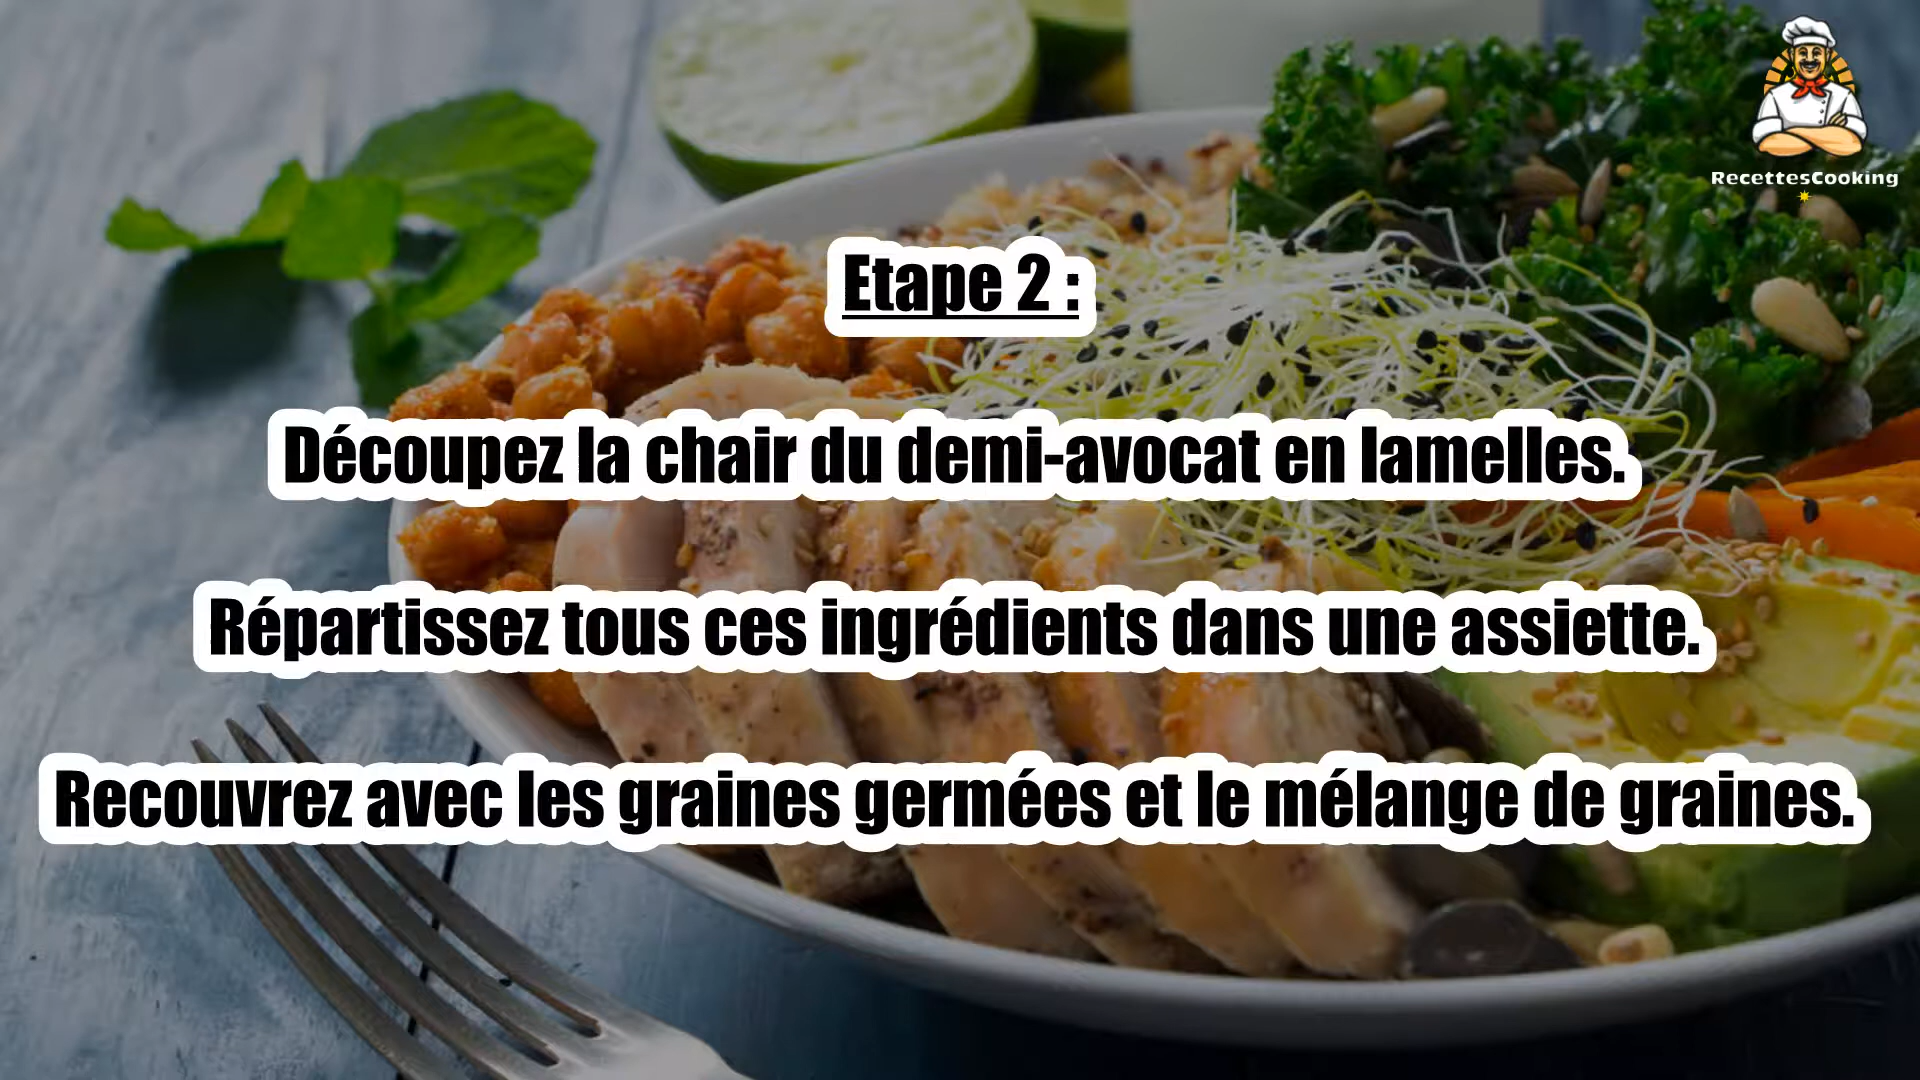 RecettesCooking
Etape 2 :
Découpez la chair du demi-avocat en lamelles.
Répartissez tous ces ingrédients dans une assiette.
Recouvrez avec les graines germées et le mélange de graines.